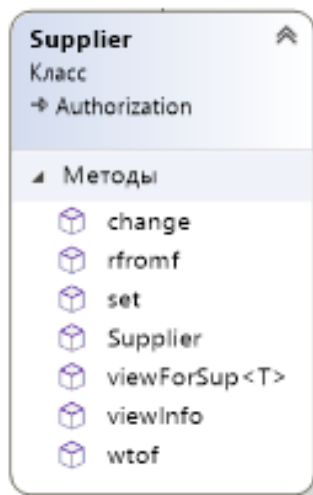 Supplier
Класс
Authorization
Методы
change
rfromf
set
Supplier
viewForSup<T>
viewInfo
wtof